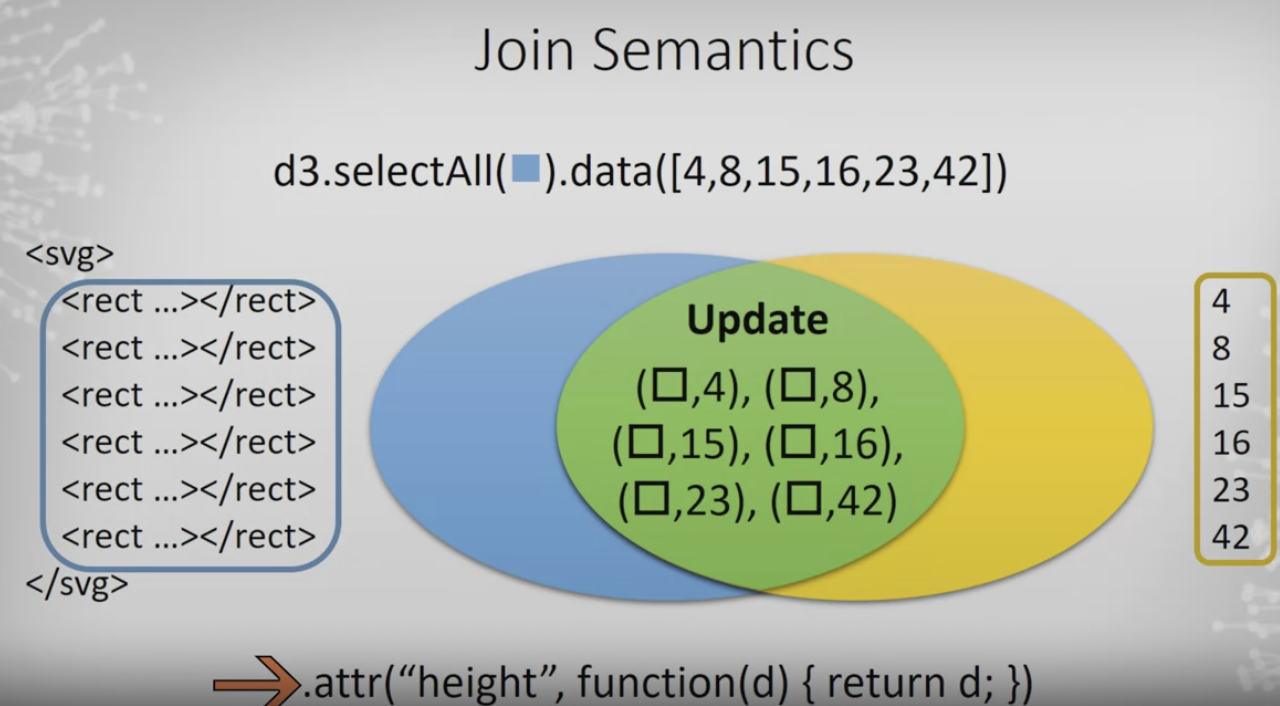 Join Semantics
d3.selectAll( ).data([4,8,15,16,23,42])
<svg>
<rect ...></rect>
<rect ...></rect>
<rect ...></rect>
<rect ...></rect>
<rect ...></rect>
<rect ...></rect>
</svg>
Update
(□,4), (□,8),
(□,15), (□,16),
(□,23), (□,42)
4
8
15
16
23
42
.attr(“height”, function(d) { return d; })